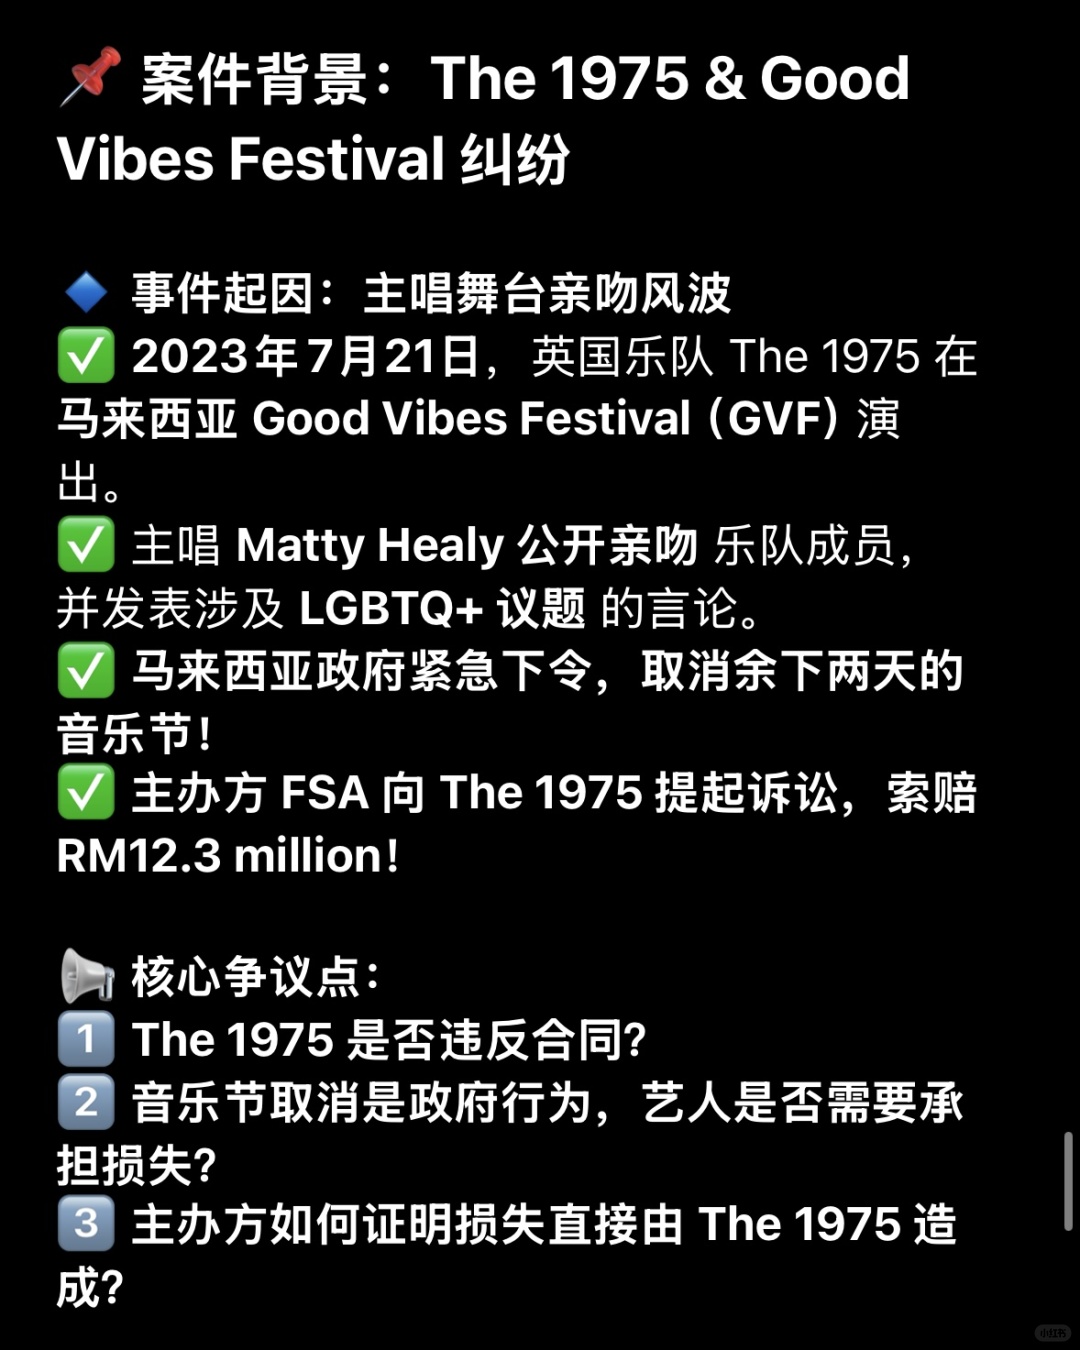 📌 案件背景：The 1975 & Good
Vibes Festival 纠纷
🔷 事件起因：主唱舞台亲吻风波
✅ 2023年7月21日，英国乐队 The 1975 在
马来西亚 Good Vibes Festival（GVF）演
出。
✅ 主唱 Matty Healy 公开亲吻 乐队成员，
并发表涉及 LGBTQ+ 议题 的言论。
✅ 马来西亚政府紧急下令，取消余下两天的
音乐节！
✅ 主办方 FSA 向 The 1975 提起诉讼，索赔
RM12.3 million！
📢 核心争议点：
1️⃣ The 1975 是否违反合同？
2️⃣ 音乐节取消是政府行为，艺人是否需要承
担损失？
3️⃣ 主办方如何证明损失直接由 The 1975 造
成？
小红书